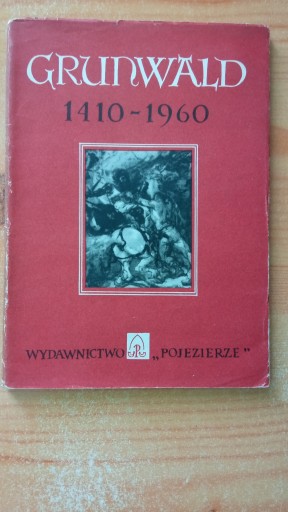 GRUNWALD
1410-1960
WYDAWNICTWO „POJEZIERZE"